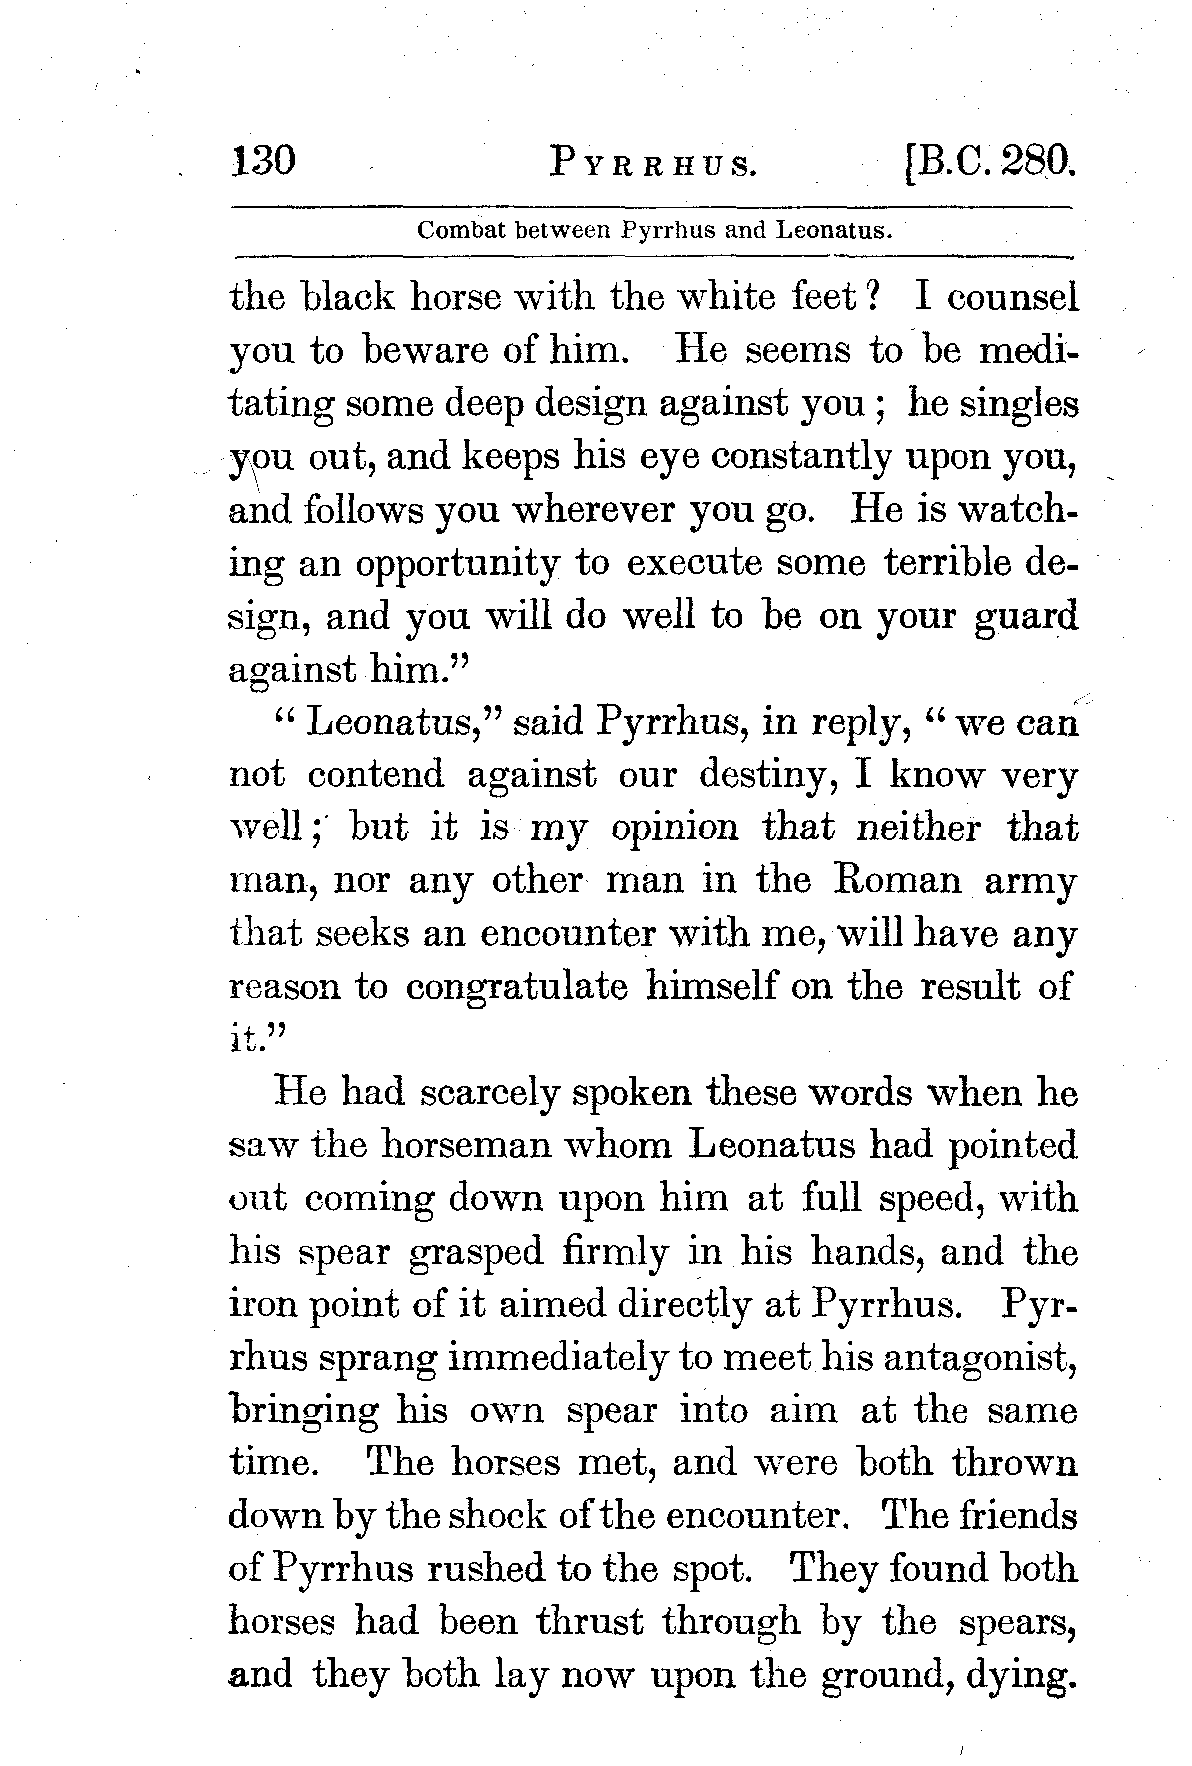 130 PYRRHUS. [B.C. 280.
Combat between Pyrrhus and Leonatus.
the black horse with the white feet? I counsel
you to beware of him. He seems to be medi-
tating some deep design against you; he singles
you out, and keeps his eye constantly upon you,
and follows you wherever you go. He is watch-
ing an opportunity to execute some terrible de-
sign, and you will do well to be on your guard
against him."
"Leonatus," said Pyrrhus, in reply, "we can
not contend against our destiny, I know very
well; but it is my opinion that neither that
man, nor any other man in the Roman army
that seeks an encounter with me, will have any
reason to congratulate himself on the result of
it."
He had scarcely spoken these words when he
saw the horseman whom Leonatus had pointed
out coming down upon him at full speed, with
his spear grasped firmly in his hands, and the
iron point of it aimed directly at Pyrrhus. Pyr-
rhus sprang immediately to meet his antagonist,
bringing his own spear into aim at the same
time. The horses met, and were both thrown
down by the shock of the encounter. The friends
of Pyrrhus rushed to the spot. They found both
horses had been thrust through by the spears,
and they both lay now upon the ground, dying.